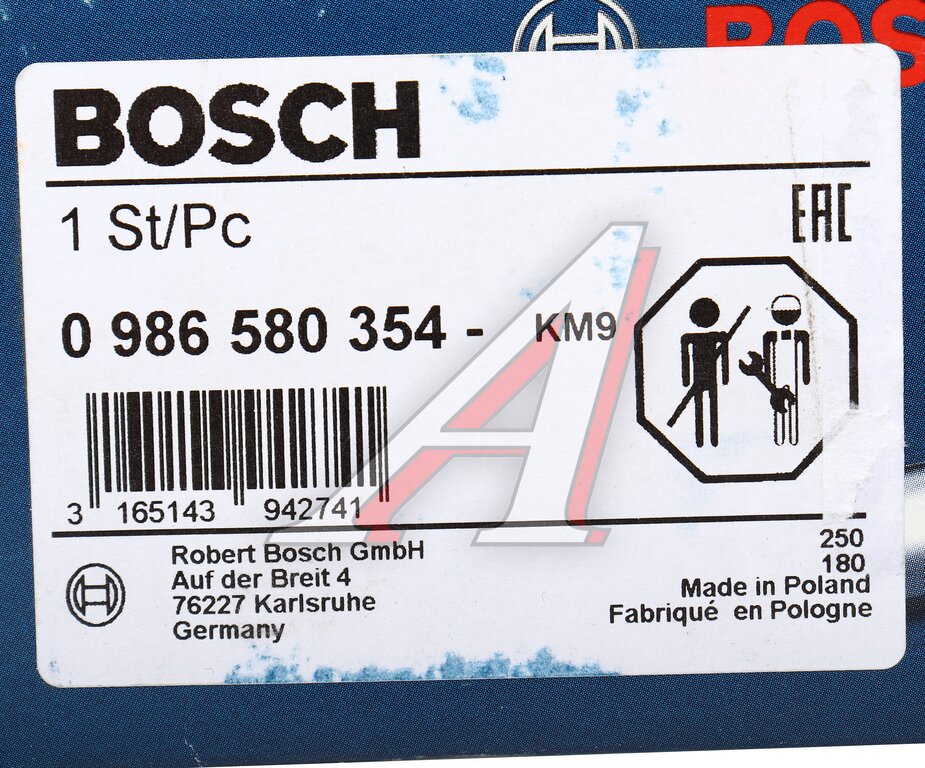 BOS
BOSCH
1 St/Pc
EAC
0 986 580 354 - KM9
3 165143 942741
Robert Bosch GmbH
Auf der Breit 4
76227 Karlsruhe
Germany
250
180
Made in Poland
Fabriqué en Pologne